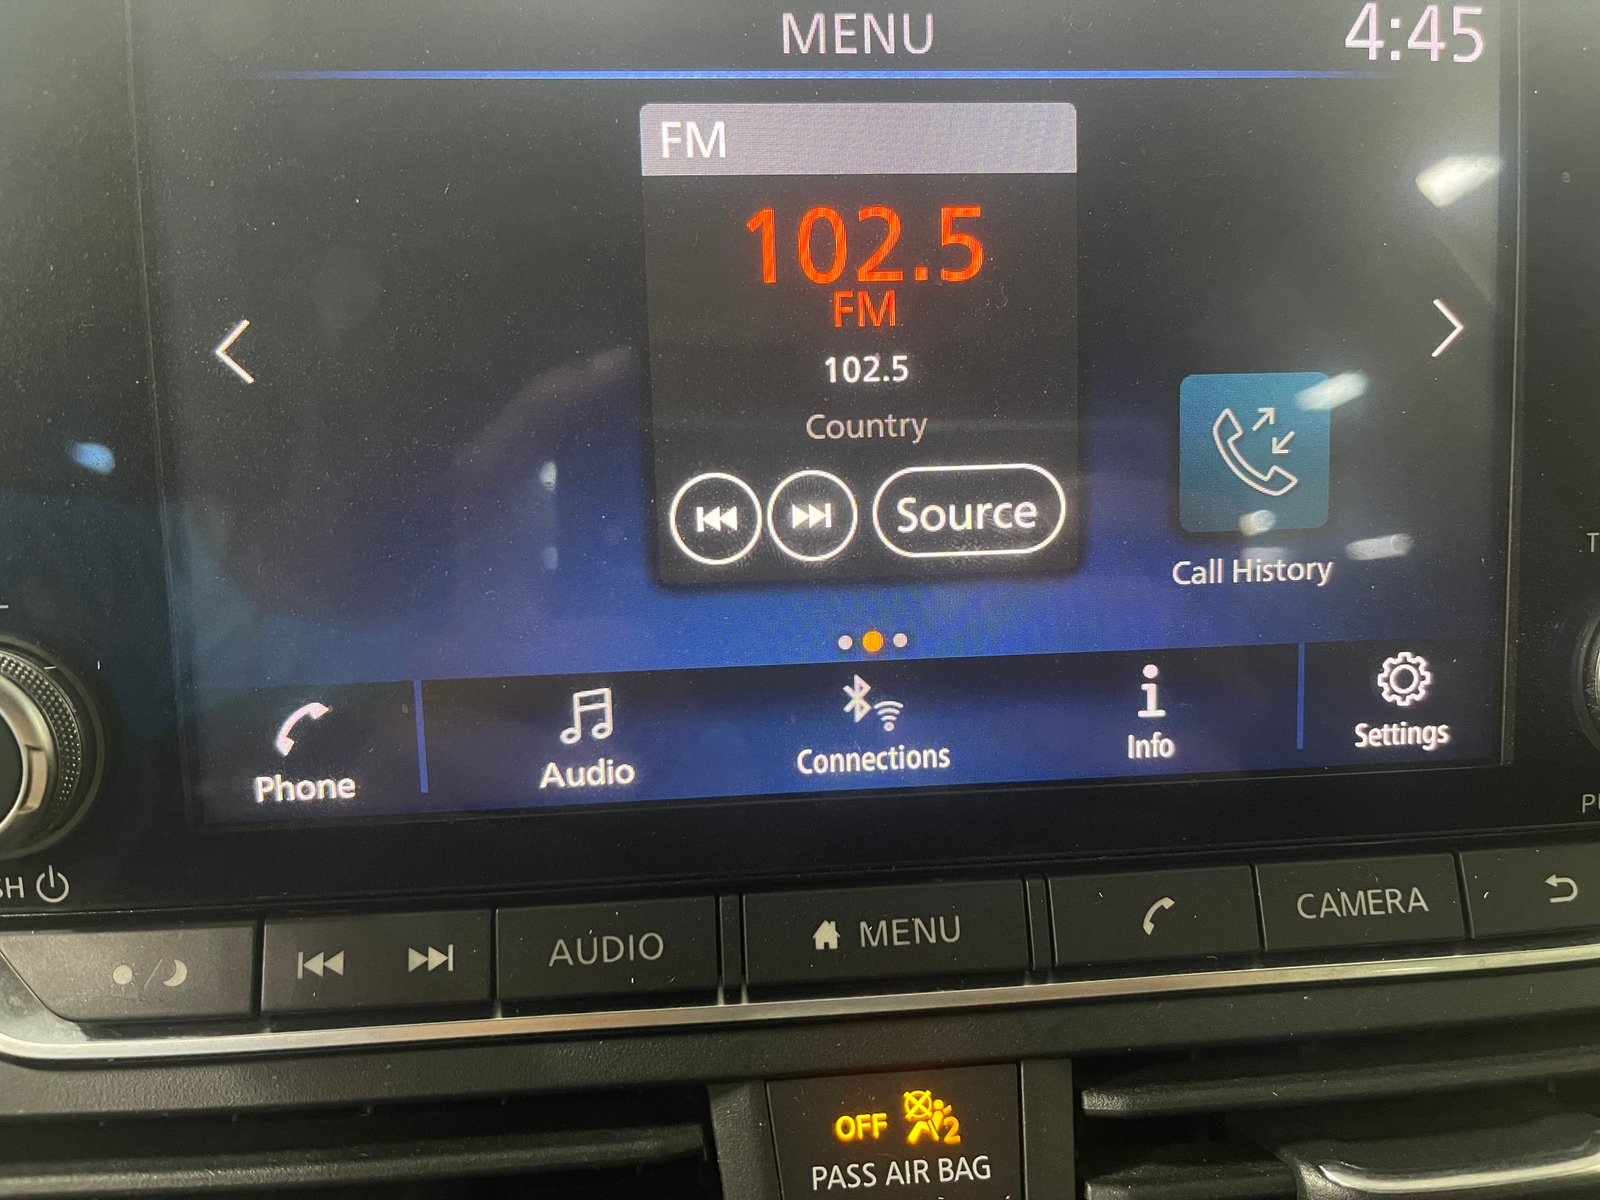 MENU
4:45
FM
102.5
FM
102.5
Country
Source
Call History
Phone
Audio
Connections
Info
Settings
AUDIO
MENU
CAMERA
OFF
2
PASS AIR BAG